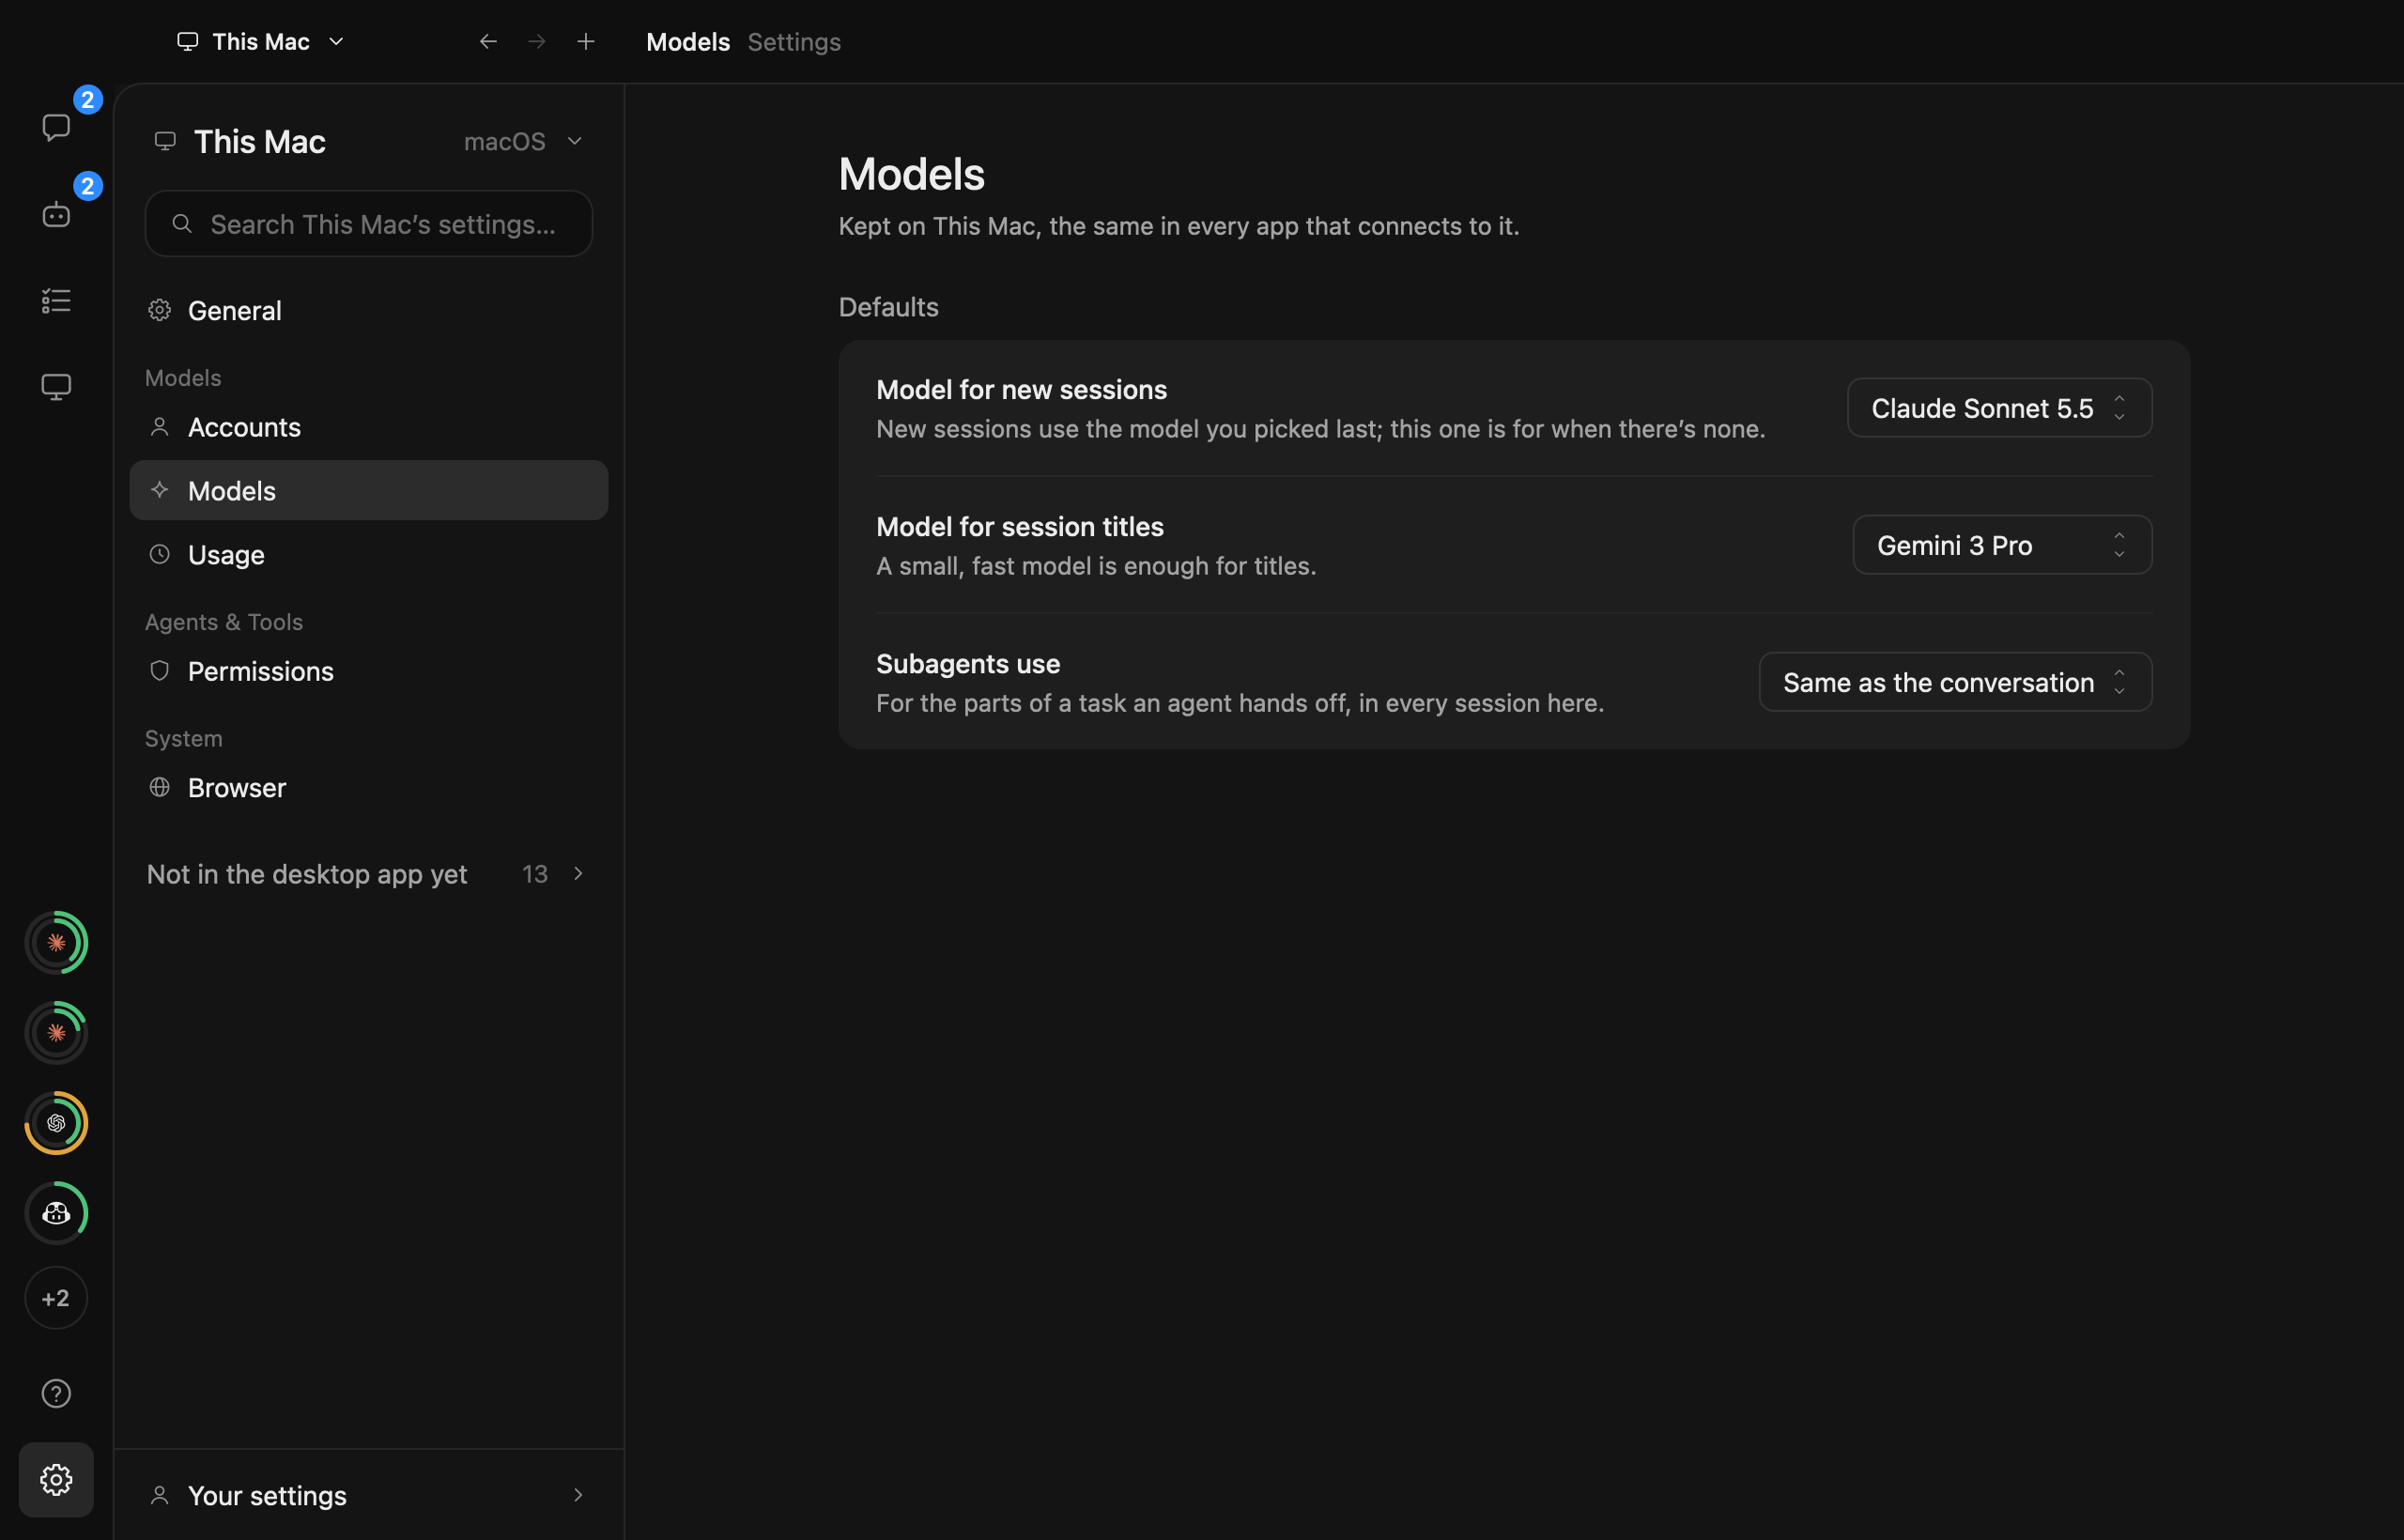 This Mac
Models Settings
2
2
This Mac macOS
Search This Mac’s settings...
General
Models
Accounts
Models
Usage
Agents & Tools
Permissions
System
Browser
Not in the desktop app yet 13
+2
Your settings
Models
Kept on This Mac, the same in every app that connects to it.
Defaults
Model for new sessions
New sessions use the model you picked last; this one is for when there’s none.
Claude Sonnet 5.5
Model for session titles
A small, fast model is enough for titles.
Gemini 3 Pro
Subagents use
For the parts of a task an agent hands off, in every session here.
Same as the conversation